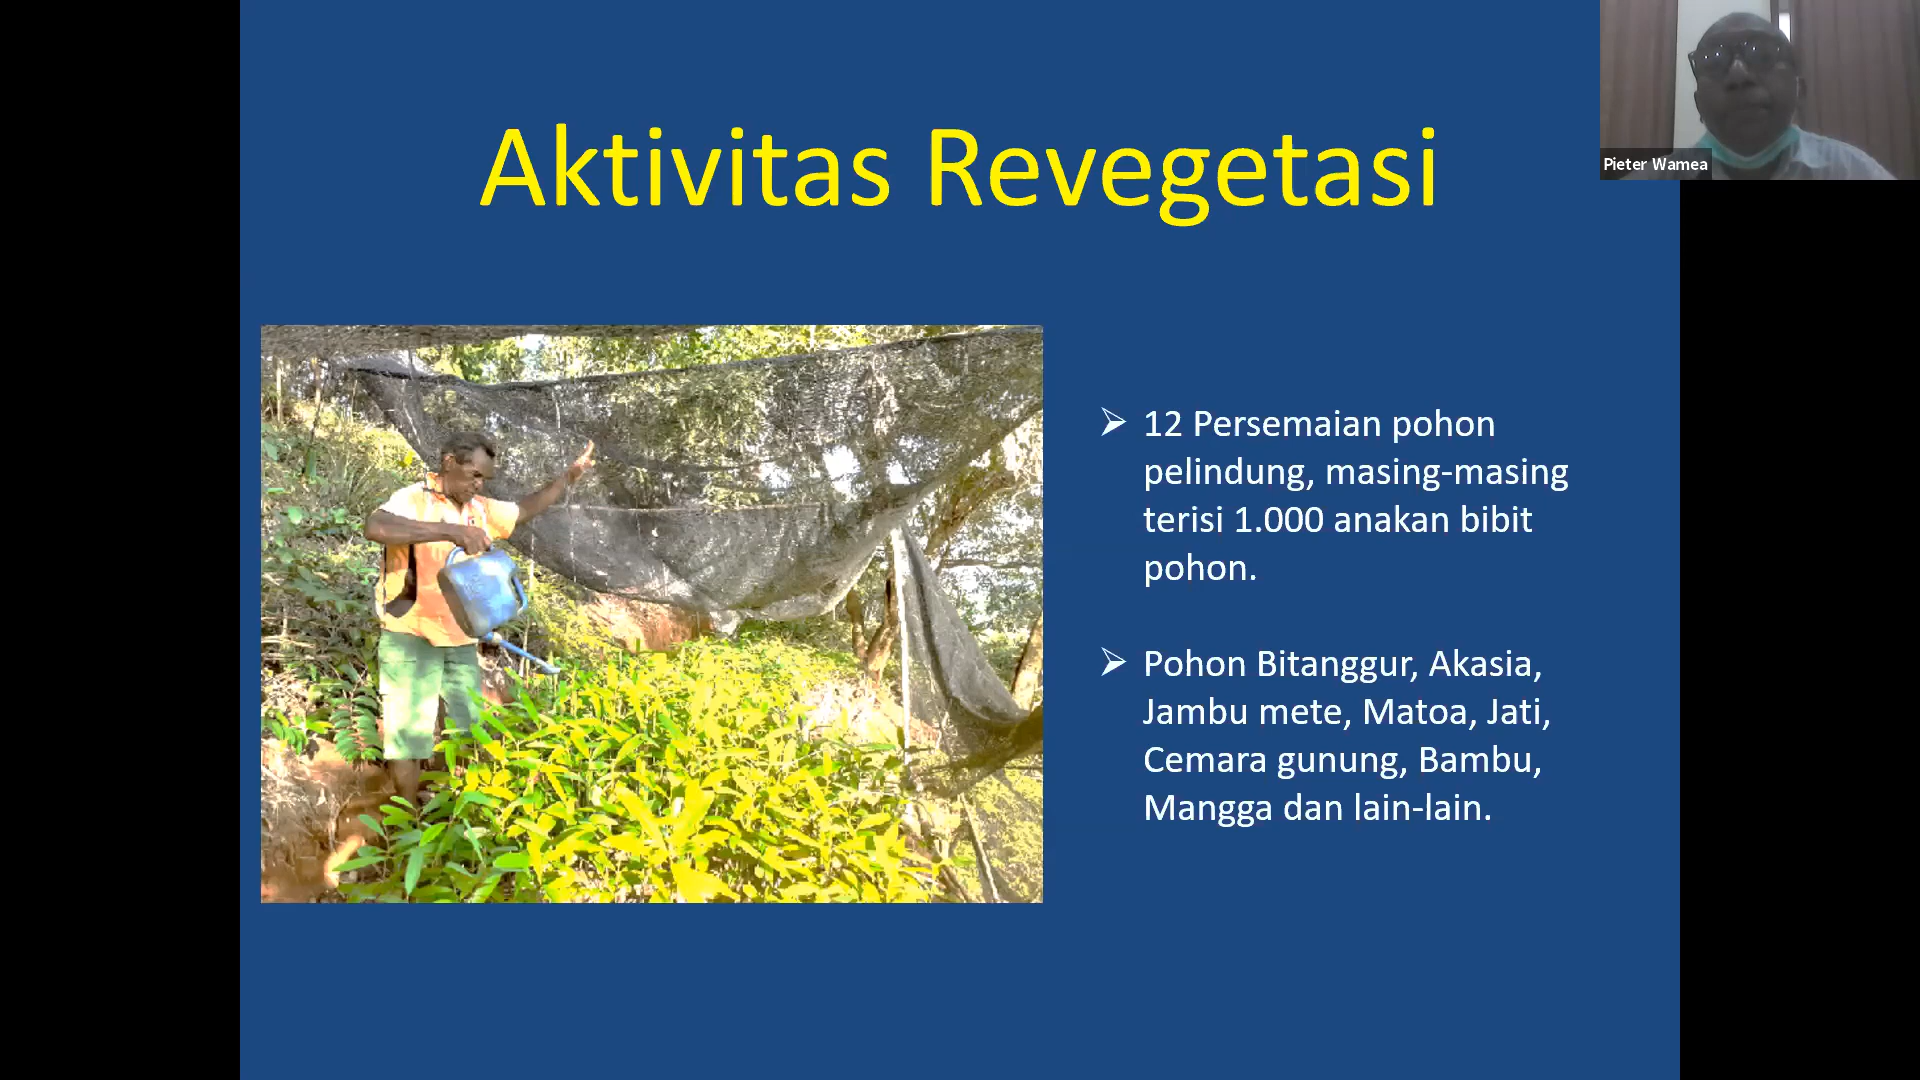 Aktivitas Revegetasi
Pieter Wamea
➢ 12 Persemaian pohon
pelindung, masing-masing
terisi 1.000 anakan bibit
pohon.
➢ Pohon Bitanggur, Akasia,
Jambu mete, Matoa, Jati,
Cemara gunung, Bambu,
Mangga dan lain-lain.